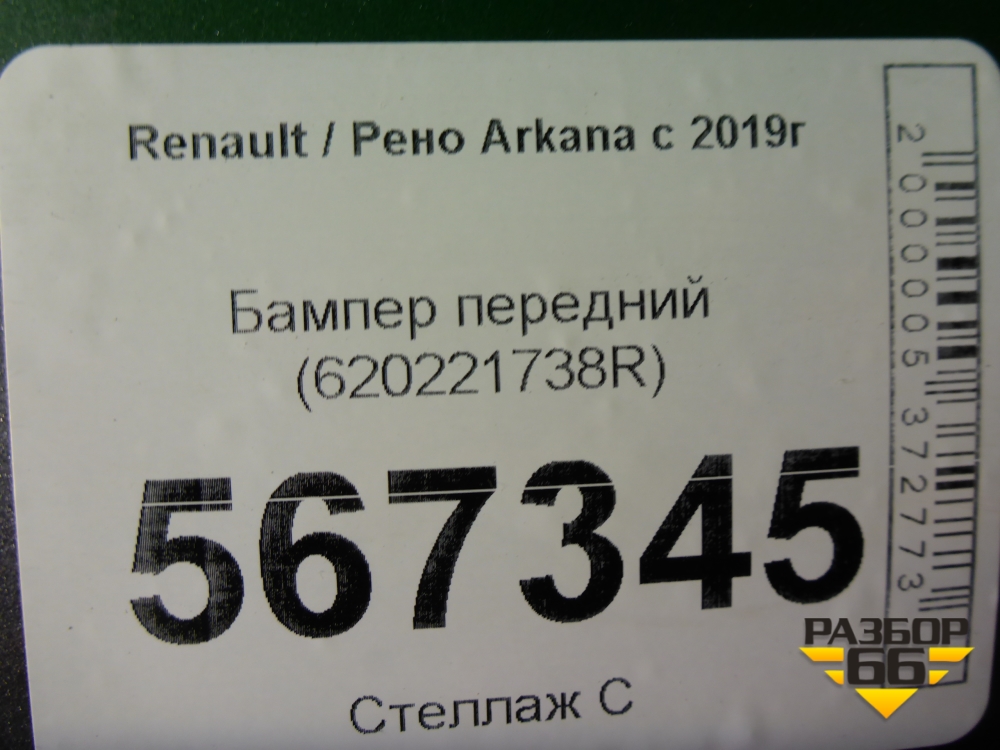 Renault / Рено Arkana с 2019г
Бампер передний
(620221738R)
567345
Стеллаж С
2000005372773
РАЗБОР
66